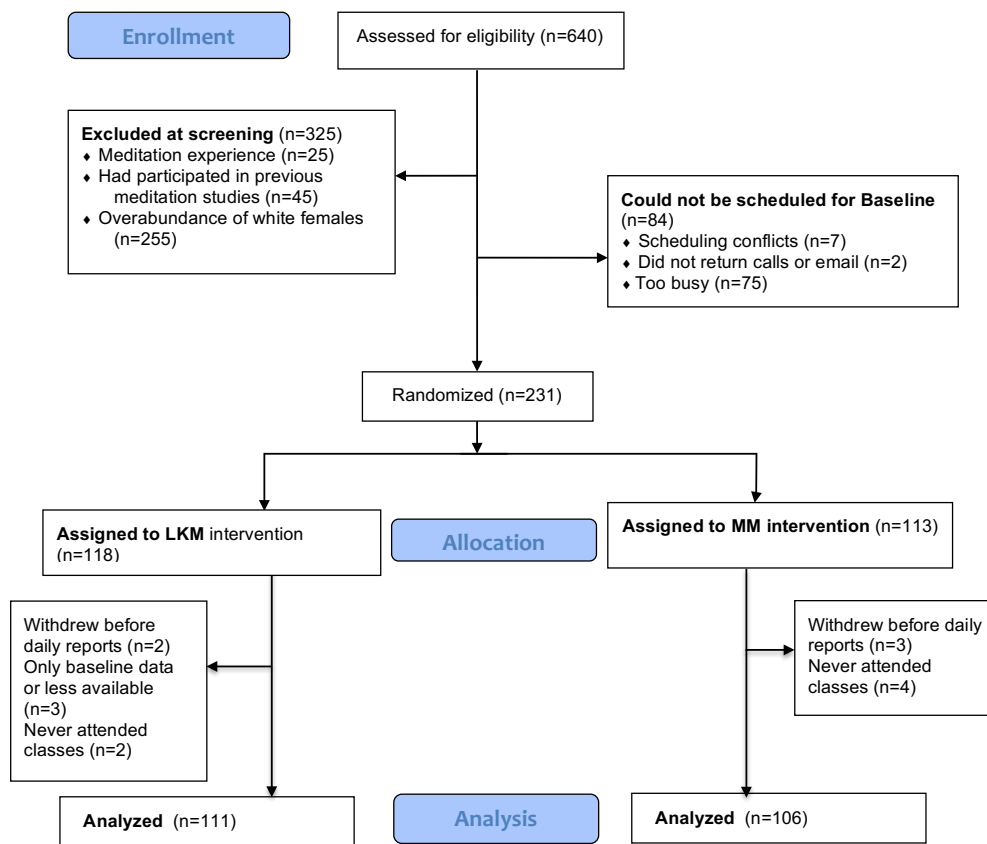 Enrollment
Assessed for eligibility (n=640)
Excluded at screening (n=325)
♦ Meditation experience (n=25)
♦ Had participated in previous
meditation studies (n=45)
♦ Overabundance of white females
(n=255)
Could not be scheduled for Baseline
(n=84)
♦ Scheduling conflicts (n=7)
♦ Did not return calls or email (n=2)
♦ Too busy (n=75)
Randomized (n=231)
Assigned to LKM intervention
(n=118)
Allocation
Assigned to MM intervention (n=113)
Withdrew before
daily reports (n=2)
Only baseline data
or less available
(n=3)
Never attended
classes (n=2)
Withdrew before daily
reports (n=3)
Never attended
classes (n=4)
Analyzed (n=111)
Analysis
Analyzed (n=106)